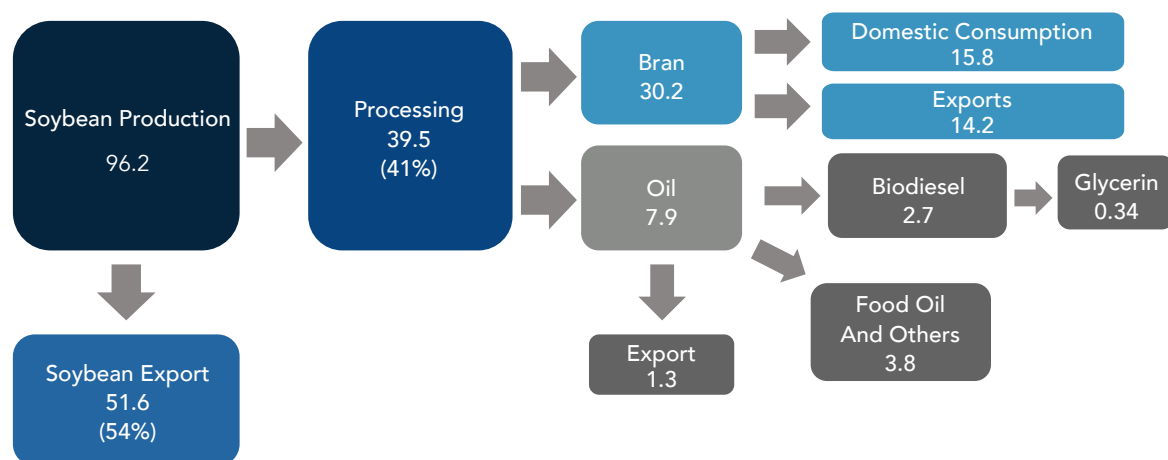 Soybean Production
96.2
Processing
39.5
(41%)
Bran
30.2
Domestic Consumption
15.8
Exports
14.2
Oil
7.9
Biodiesel
2.7
Glycerin
0.34
Food Oil
And Others
3.8
Export
1.3
Soybean Export
51.6
(54%)